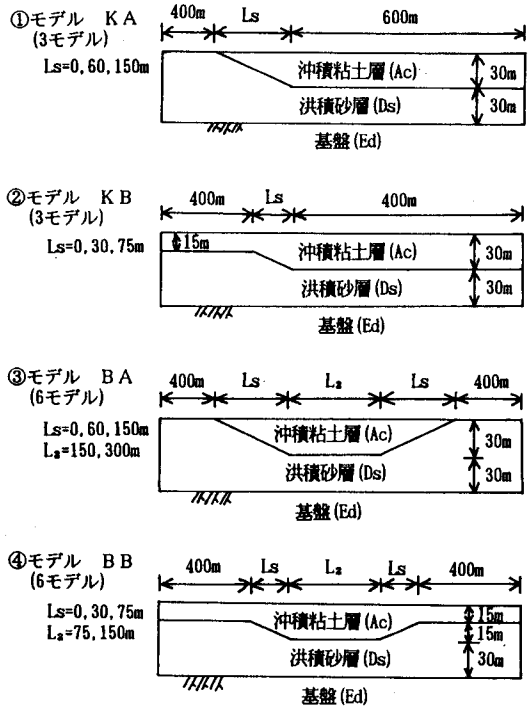 ①モデル KA
(3モデル)
Ls=0,60,150m
400m Ls 600m
沖積粘土層(Ac) 30m
洪積砂層(Ds) 30m
基盤(Ed)
②モデル KB
(3モデル)
Ls=0,30,75m
400m Ls 400m
15m
沖積粘土層(Ac) 30m
洪積砂層(Ds) 30m
基盤(Ed)
③モデル BA
(6モデル)
Ls=0,60,150m
L₂=150,300m
400m Ls L₂ Ls 400m
沖積粘土層(Ac) 30m
洪積砂層(Ds) 30m
基盤(Ed)
④モデル BB
(6モデル)
Ls=0,30,75m
L₂=75,150m
400m Ls L₂ Ls 400m
沖積粘土層(Ac) 15m
15m
洪積砂層(Ds) 30m
基盤(Ed)